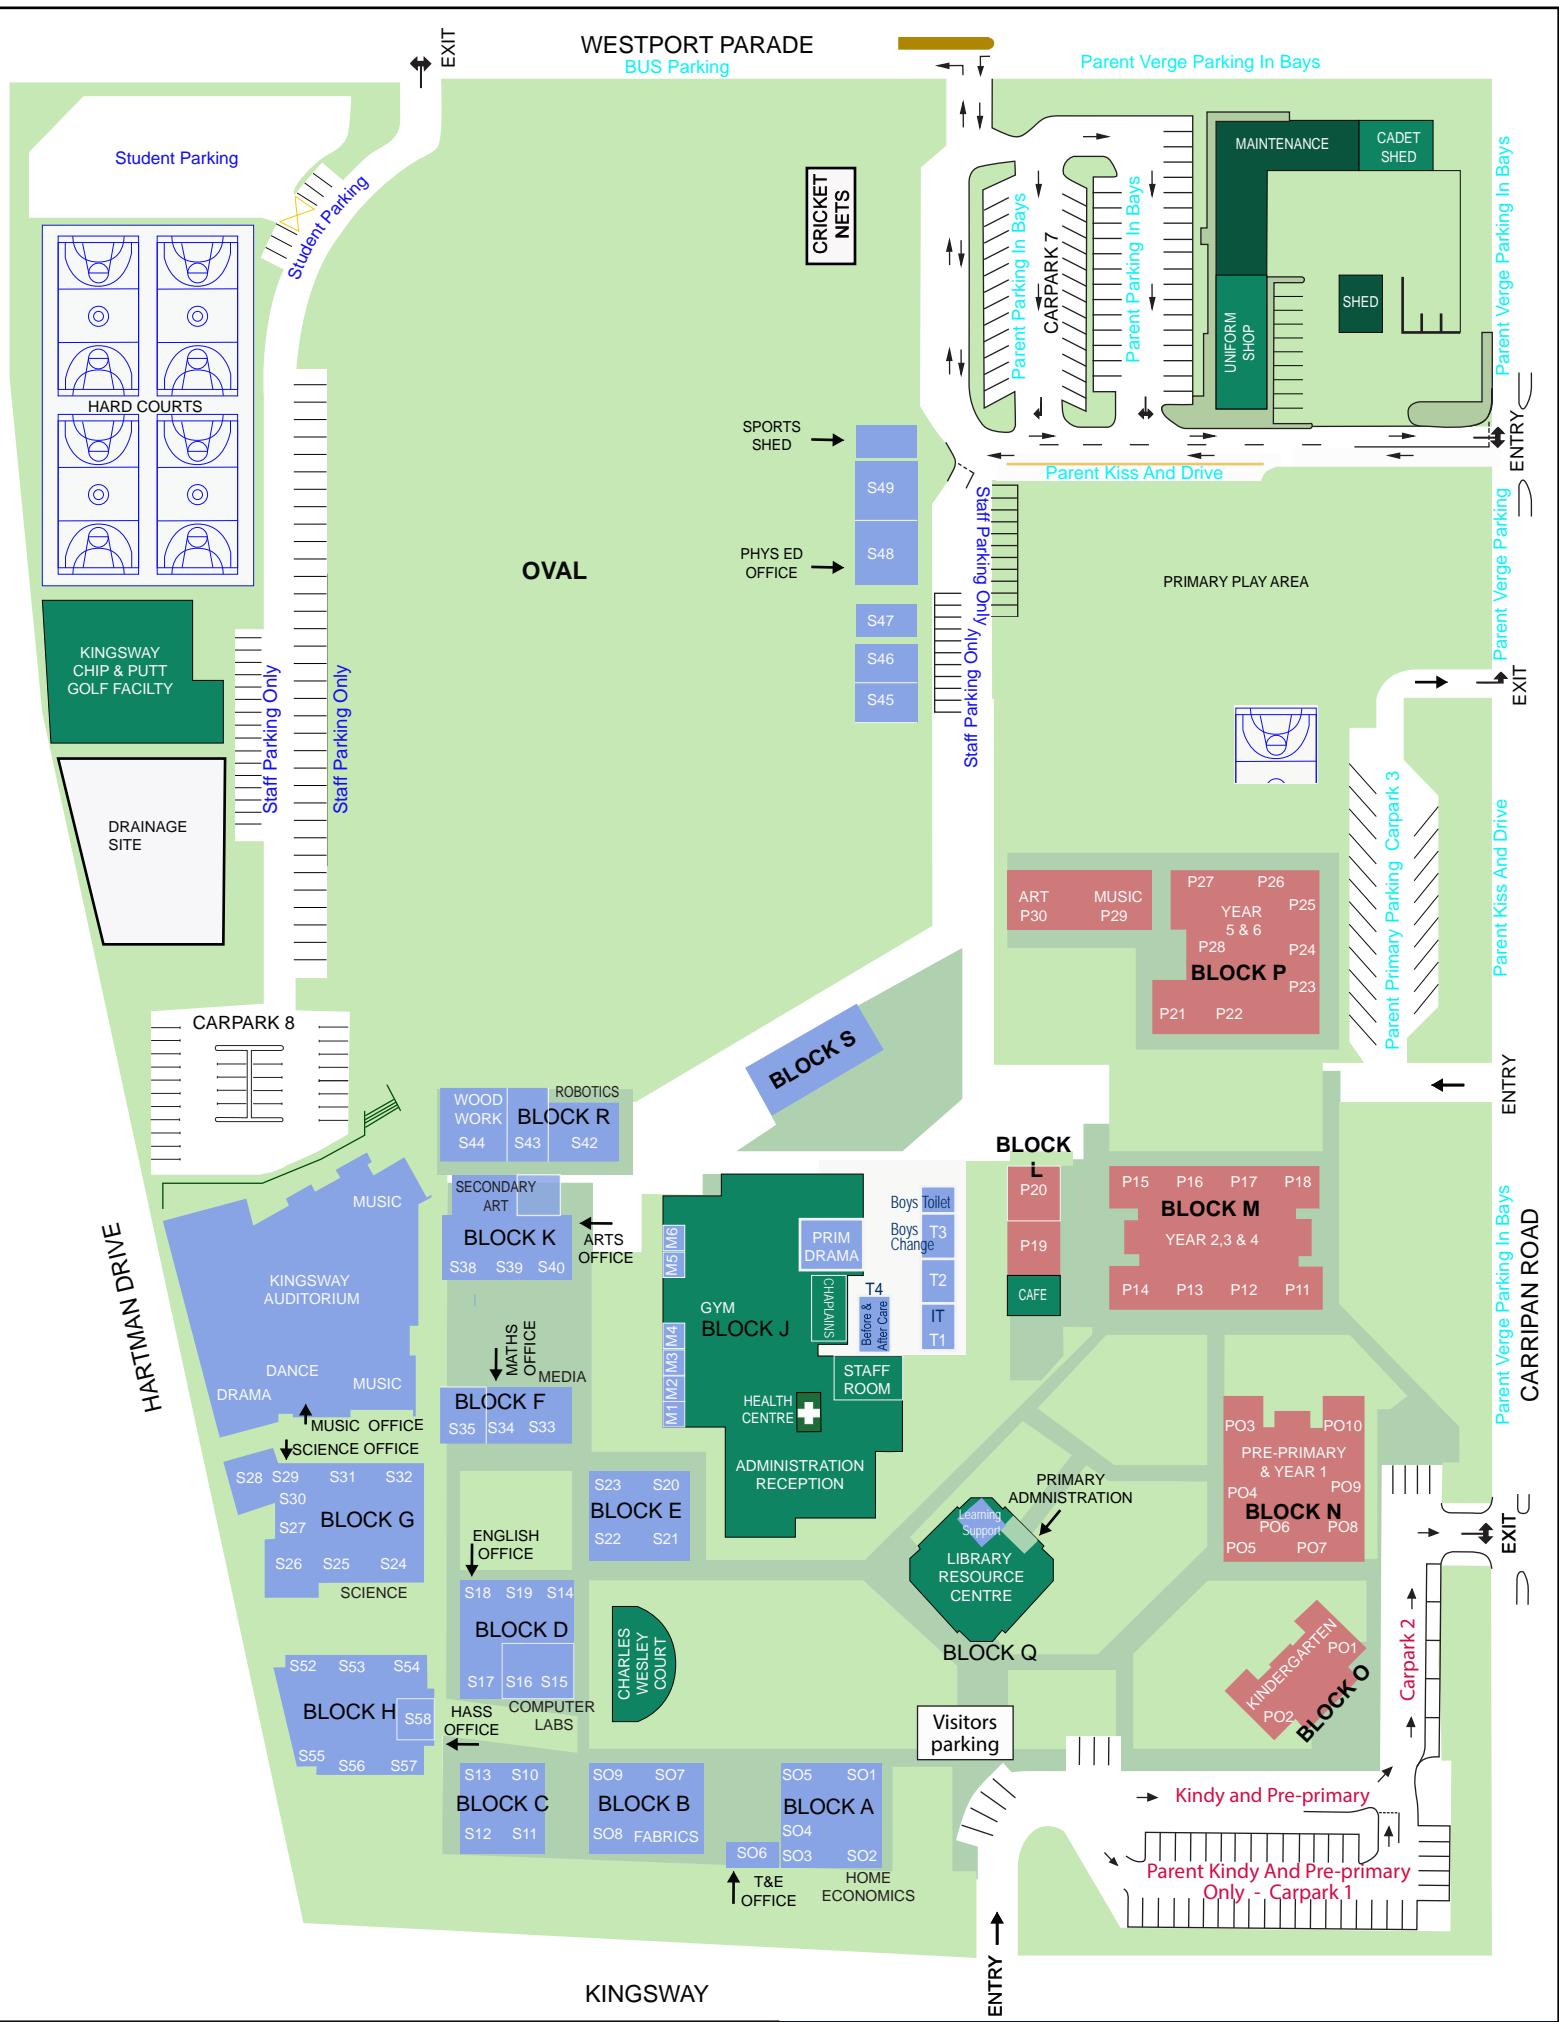 WESTPORT PARADE
BUS Parking
EXIT
Parent Verge Parking In Bays
Student Parking
Student Parking
CRICKET
NETS
Parent Parking In Bays
CARPARK 7
Parent Parking In Bays
MAINTENANCE
CADET
SHED
UNIFORM
SHOP
SHED
Parent Verge Parking In Bays
HARD COURTS
SPORTS
SHED
S49
S48
PHYS ED
OFFICE
S47
S46
S45
Parent Kiss And Drive
ENTRY
Staff Parking Only
Staff Parking Only
OVAL
PRIMARY PLAY AREA
Parent Verge Parking
EXIT
KINGSWAY
CHIP & PUTT
GOLF FACILTY
Staff Parking Only
Staff Parking Only
DRAINAGE
SITE
Parent Primary Parking Carpark 3
Parent Kiss And Drive
ART
P30
MUSIC
P29
P27
P26
YEAR
5 & 6
P25
P28
P24
BLOCK P
P23
P21
P22
CARPARK 8
BLOCK S
ENTRY
WOOD
WORK
ROBOTICS
BLOCK R
S44
S43
S42
BLOCK
L
P20
P19
CAFE
P15
P16
P17
P18
BLOCK M
YEAR 2,3 & 4
P14
P13
P12
P11
MUSIC
SECONDARY
ART
BLOCK K
S38
S39
S40
ARTS
OFFICE
M6
M5
PRIM
DRAMA
Boys Toilet
Boys
Change
T3
T2
IT
T1
T4
Before &
After Care
CHAPLAINS
GYM
BLOCK J
M4
M3
M2
M1
STAFF
ROOM
HEALTH
CENTRE
ADMINISTRATION
RECEPTION
HARTMAN DRIVE
KINGSWAY
AUDITORIUM
DANCE
DRAMA
MUSIC
MUSIC OFFICE
SCIENCE OFFICE
MATHS
OFFICE
MEDIA
BLOCK F
S35
S34
S33
Parent Verge Parking In Bays
CARRIPAN ROAD
PO3
PO10
PRE-PRIMARY
& YEAR 1
PO4
PO9
BLOCK N
PO6
PO8
PO5
PO7
S28
S29
S31
S32
S30
S27
BLOCK G
S26
S25
S24
SCIENCE
S23
S20
BLOCK E
S22
S21
PRIMARY
ADMNISTRATION
Learning
Support
LIBRARY
RESOURCE
CENTRE
BLOCK Q
EXIT
ENGLISH
OFFICE
S18
S19
S14
BLOCK D
S17
S16
S15
COMPUTER
LABS
CHARLES
WESLEY
COURT
KINDERGARTEN
PO1
PO2
BLOCK O
Carpark 2
S52
S53
S54
BLOCK H
S58
S55
S56
S57
HASS
OFFICE
Visitors
parking
S13
S10
BLOCK C
S12
S11
SO9
SO7
BLOCK B
SO8
FABRICS
SO5
SO1
BLOCK A
SO4
SO3
SO2
SO6
T&E
OFFICE
HOME
ECONOMICS
Kindy and Pre-primary
Parent Kindy And Pre-primary
Only - Carpark 1
ENTRY
KINGSWAY